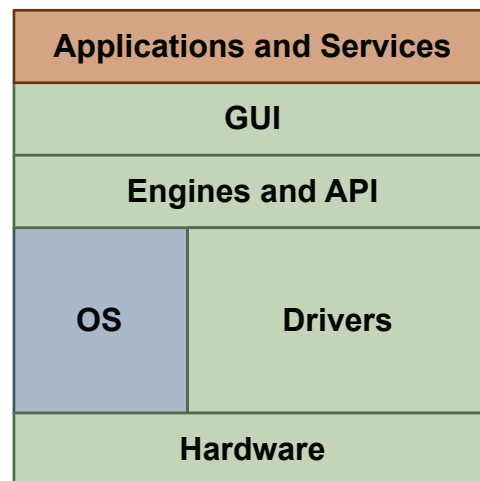 Applications and Services
GUI
Engines and API
OS
Drivers
Hardware